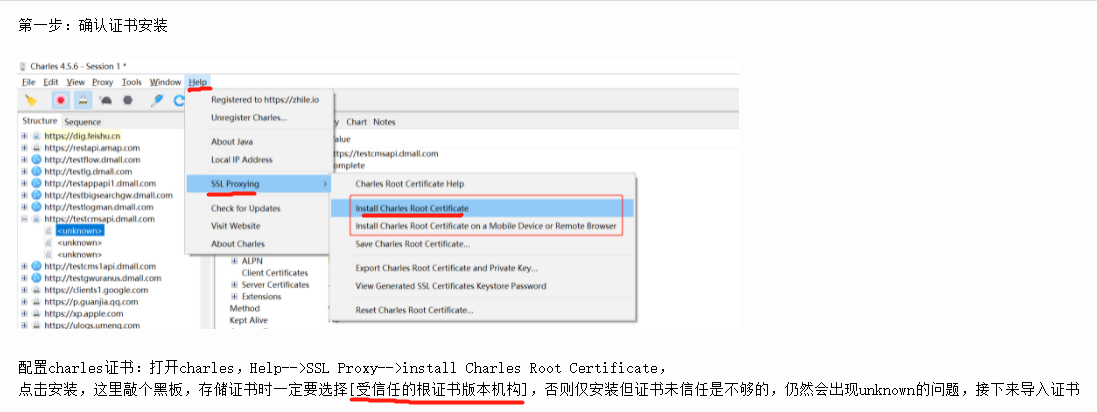 第一步：确认证书安装
Charles 4.5.6 - Session 1 *
File Edit View Proxy Tools Window Help
Registered to https://zhile.io
Unregister Charles...
About Java
Local IP Address
SSL Proxying
Check for Updates
Visit Website
About Charles
Structure Sequence
https://dig.feishu.cn
https://restapi.amap.com
http://testflow.dmall.com
http://testlg.dmall.com
http://testappapi1.dmall.com
http://testbigsearchgw.dmall.com
http://testlogman.dmall.com
https://testcmsapi.dmall.com
<unknown>
<unknown>
<unknown>
http://testcms1api.dmall.com
http://testgwuranus.dmall.com
https://clients1.google.com
https://p.guanjia.qq.com
https://xp.apple.com
https://ulogs.umeng.com
y Chart Notes
alue
ttps://testcmsapi.dmall.com
omplete
Charles Root Certificate Help
Install Charles Root Certificate
Install Charles Root Certificate on a Mobile Device or Remote Browser
Save Charles Root Certificate...
Export Charles Root Certificate and Private Key...
View Generated SSL Certificates Keystore Password
Reset Charles Root Certificate...
ALPN
Client Certificates
Server Certificates
Extensions
Method
Kept Alive
配置charles证书：打开charles，Help-->SSL Proxy-->install Charles Root Certificate，
点击安装，这里敲个黑板，存储证书时一定要选择[受信任的根证书版本机构]，否则仅安装但证书未信任是不够的，仍然会出现unknown的问题，接下来导入证书